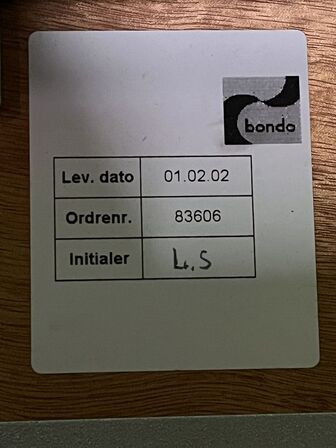 bondo
Lev. dato 01.02.02
Ordrenr. 83606
Initialer L.S